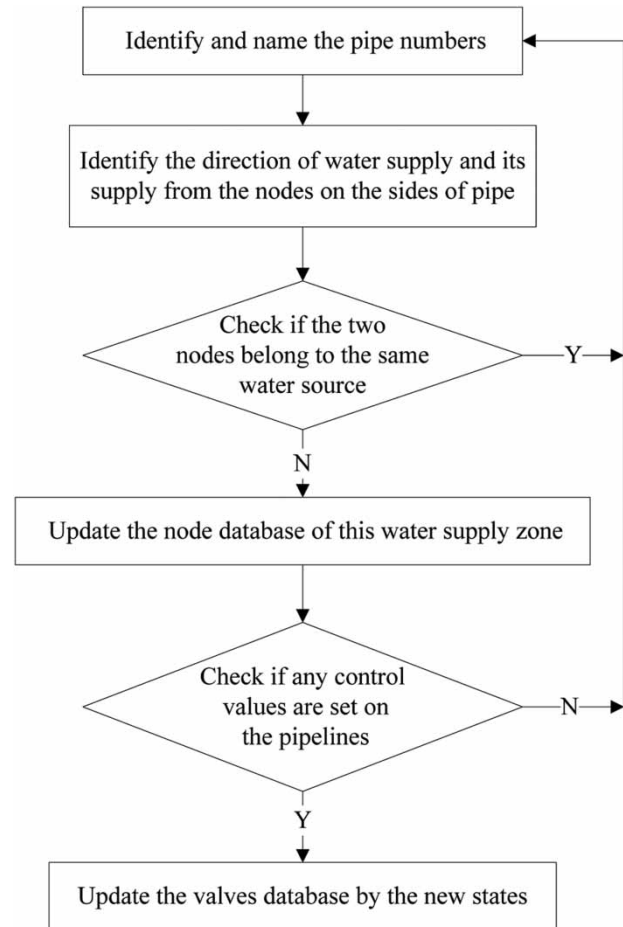 Identify and name the pipe numbers
Identify the direction of water supply and its
supply from the nodes on the sides of pipe
Check if the two
nodes belong to the same
water source
Y
N
Update the node database of this water supply zone
Check if any control
values are set on
the pipelines
N
Y
Update the valves database by the new states